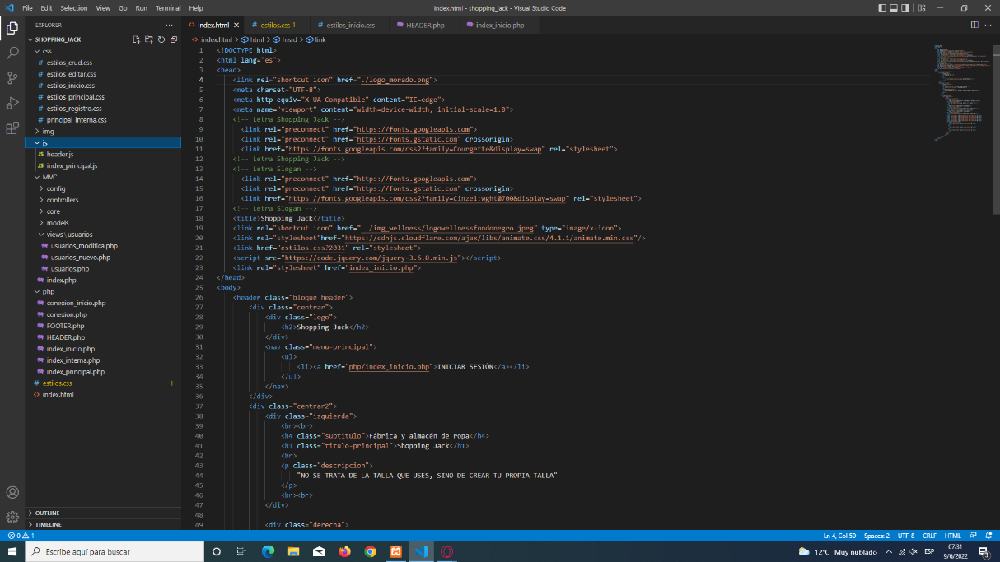 File Edit Selection View Go Run Terminal Help
index.html - shopping_jack - Visual Studio Code
EXPLORER
SHOPPING_JACK
css
estilos_crud.css
estilos_editar.css
estilos_inicio.css
estilos_principal.css
estilos_registro.css
principal_interna.css
img
js
header.js
index_principal.js
MVC
config
controllers
core
models
views \ usuarios
usuarios_modifica.php
usuarios_nuevo.php
usuarios.php
index.php
php
conexion_inicio.php
conexion.php
FOOTER.php
HEADER.php
index_inicio.php
index_interna.php
index_principal.php
estilos.css 1
index.html
OUTLINE
TIMELINE
index.html estilos.css 1 estilos_inicio.css HEADER.php index_inicio.php
index.html > html > head > link
1 <!DOCTYPE html>
2 <html lang="es">
3 <head>
4 <link rel="shortcut icon" href="./logo_morado.png">
5 <meta charset="UTF-8">
6 <meta http-equiv="X-UA-Compatible" content="IE=edge">
7 <meta name="viewport" content="width=device-width, initial-scale=1.0">
8 <!-- Letra Shopping Jack -->
9 <link rel="preconnect" href="https://fonts.googleapis.com">
10 <link rel="preconnect" href="https://fonts.gstatic.com" crossorigin>
11 <link href="https://fonts.googleapis.com/css2?family=Courgette&display=swap" rel="stylesheet">
12 <!-- Letra Shopping Jack -->
13 <!-- Letra Slogan -->
14 <link rel="preconnect" href="https://fonts.googleapis.com">
15 <link rel="preconnect" href="https://fonts.gstatic.com" crossorigin>
16 <link href="https://fonts.googleapis.com/css2?family=Cinzel:wght@700&display=swap" rel="stylesheet">
17 <!-- Letra Slogan -->
18 <title>Shopping Jack</title>
19 <link rel="shortcut icon" href="../img_wellness/logowellnessfondonegro.jpeg" type="image/x-icon">
20 <link rel="stylesheet"href="https://cdnjs.cloudflare.com/ajax/libs/animate.css/4.1.1/animate.min.css"/>
21 <link href="estilos.css?2031" rel="stylesheet">
22 <script src="https://code.jquery.com/jquery-3.6.0.min.js"></script>
23 <link rel="stylesheet" href="index_inicio.php">
24 </head>
25 <body>
26 <header class="bloque header">
27 <div class="centrar">
28 <div class="logo">
29 <h2>Shopping Jack</h2>
30 </div>
31 <nav class="menu-principal">
32 <ul>
33 <li><a href="php/index_inicio.php">INICIAR SESIÓN</a></li>
34 </ul>
35 </nav>
36 </div>
37 <div class="centrar2">
38 <div class="izquierda">
39 <br><br>
40 <h4 class="subtitulo">Fábrica y almacén de ropa</h4>
41 <h1 class="titulo-principal">Shopping Jack</h1>
42 <br>
43 <p class="descripcion">
44 "NO SE TRATA DE LA TALLA QUE USES, SINO DE CREAR TU PROPIA TALLA"
45 </p>
46 <br><br>
47 </div>
48
49 <div class="derecha">
0 1 Ln 4, Col 50 Spaces: 2 UTF-8 CRLF HTML
Escribe aquí para buscar
12°C Muy nublado ESP 07:31
9/6/2022 3